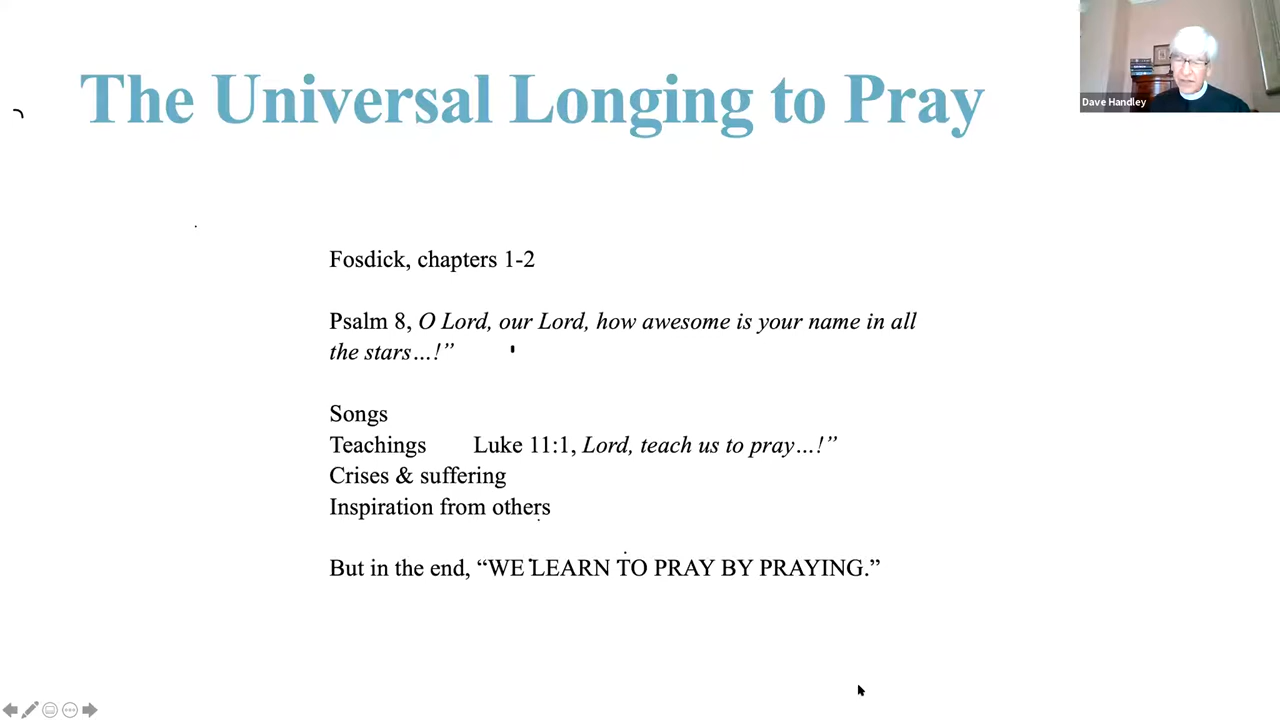 The Universal Longing to Pray
Dave Handley
Fosdick, chapters 1-2
Psalm 8, O Lord, our Lord, how awesome is your name in all
the stars…!”
Songs
Teachings Luke 11:1, Lord, teach us to pray…!”
Crises & suffering
Inspiration from others
But in the end, “WE LEARN TO PRAY BY PRAYING.”